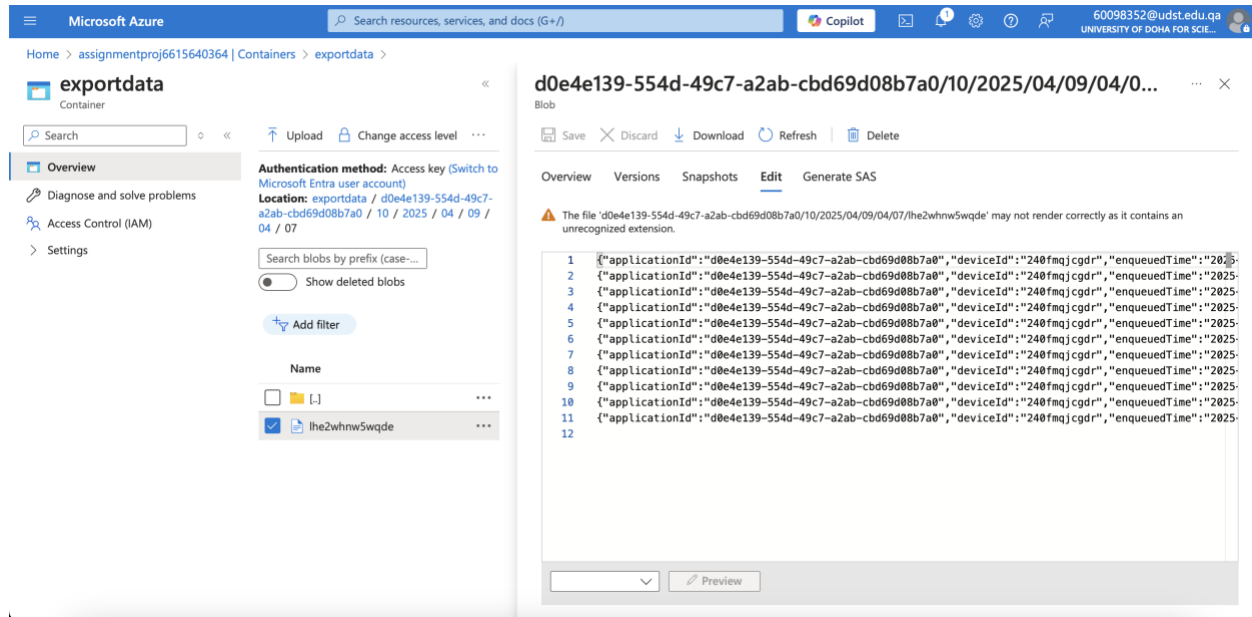 Microsoft Azure
Search resources, services, and docs (G+/)
Copilot
1
60098352@udst.edu.qa
UNIVERSITY OF DOHA FOR SCIE...
Home > assignmentproj6615640364 | Containers > exportdata >
exportdata
Container
Search
Overview
Diagnose and solve problems
Access Control (IAM)
Settings
Upload
Change access level
Authentication method: Access key (Switch to
Microsoft Entra user account)
Location: exportdata / d0e4e139-554d-49c7-
a2ab-cbd69d08b7a0 / 10 / 2025 / 04 / 09 /
04 / 07
Search blobs by prefix (case-...
Show deleted blobs
Add filter
Name
[..]
lhe2whnw5wqde
d0e4e139-554d-49c7-a2ab-cbd69d08b7a0/10/2025/04/09/04/0...
Blob
Save
Discard
Download
Refresh
Delete
Overview
Versions
Snapshots
Edit
Generate SAS
The file 'd0e4e139-554d-49c7-a2ab-cbd69d08b7a0/10/2025/04/09/04/07/lhe2whnw5wqde' may not render correctly as it contains an
unrecognized extension.
1 {"applicationId":"d0e4e139-554d-49c7-a2ab-cbd69d08b7a0","deviceId":"240fmqjcgdr","enqueuedTime":"2025-
2 {"applicationId":"d0e4e139-554d-49c7-a2ab-cbd69d08b7a0","deviceId":"240fmqjcgdr","enqueuedTime":"2025-
3 {"applicationId":"d0e4e139-554d-49c7-a2ab-cbd69d08b7a0","deviceId":"240fmqjcgdr","enqueuedTime":"2025-
4 {"applicationId":"d0e4e139-554d-49c7-a2ab-cbd69d08b7a0","deviceId":"240fmqjcgdr","enqueuedTime":"2025-
5 {"applicationId":"d0e4e139-554d-49c7-a2ab-cbd69d08b7a0","deviceId":"240fmqjcgdr","enqueuedTime":"2025-
6 {"applicationId":"d0e4e139-554d-49c7-a2ab-cbd69d08b7a0","deviceId":"240fmqjcgdr","enqueuedTime":"2025-
7 {"applicationId":"d0e4e139-554d-49c7-a2ab-cbd69d08b7a0","deviceId":"240fmqjcgdr","enqueuedTime":"2025-
8 {"applicationId":"d0e4e139-554d-49c7-a2ab-cbd69d08b7a0","deviceId":"240fmqjcgdr","enqueuedTime":"2025-
9 {"applicationId":"d0e4e139-554d-49c7-a2ab-cbd69d08b7a0","deviceId":"240fmqjcgdr","enqueuedTime":"2025-
10 {"applicationId":"d0e4e139-554d-49c7-a2ab-cbd69d08b7a0","deviceId":"240fmqjcgdr","enqueuedTime":"2025-
11 {"applicationId":"d0e4e139-554d-49c7-a2ab-cbd69d08b7a0","deviceId":"240fmqjcgdr","enqueuedTime":"2025-
12
Preview